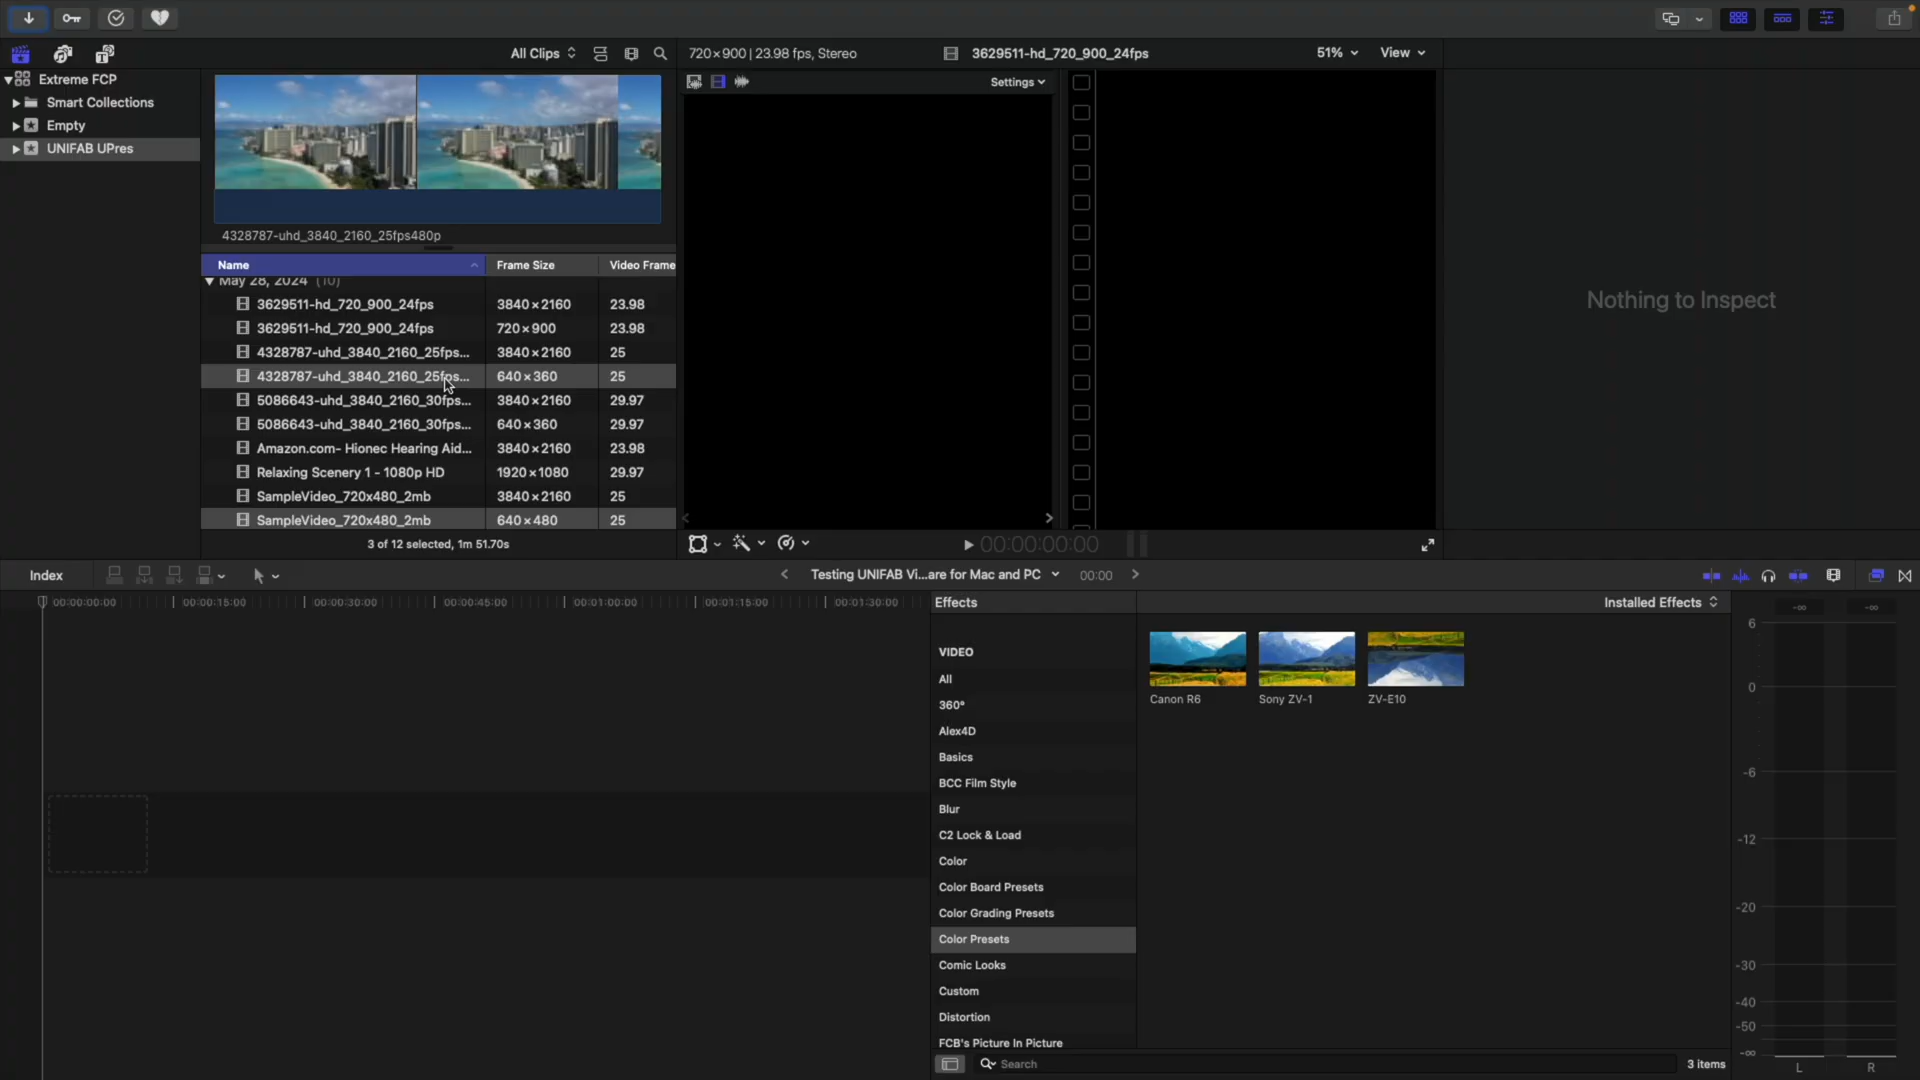 All Clips
720×900 | 23.98 fps, Stereo
3629511-hd_720_900_24fps
51%
View
Extreme FCP
Smart Collections
Empty
UNIFAB UPres
Settings
4328787-uhd_3840_2160_25fps480p
Name
Frame Size
Video Frame
May 28, 2024 (10)
3629511-hd_720_900_24fps 3840×2160 23.98
3629511-hd_720_900_24fps 720×900 23.98
4328787-uhd_3840_2160_25fps... 3840×2160 25
4328787-uhd_3840_2160_25fps... 640×360 25
5086643-uhd_3840_2160_30fps... 3840×2160 29.97
5086643-uhd_3840_2160_30fps... 640×360 29.97
Amazon.com- Hionec Hearing Aid... 3840×2160 23.98
Relaxing Scenery 1 - 1080p HD 1920×1080 29.97
SampleVideo_720x480_2mb 3840×2160 25
SampleVideo_720x480_2mb 640×480 25
3 of 12 selected, 1m 51.70s
00:00:00:00
Nothing to Inspect
Index
Testing UNIFAB Vi...are for Mac and PC
00:00
00:00:00:00
00:00:15:00
00:00:30:00
00:00:45:00
00:01:00:00
00:01:15:00
00:01:30:00
Effects
Installed Effects
VIDEO
All
360°
Alex4D
Basics
BCC Film Style
Blur
C2 Lock & Load
Color
Color Board Presets
Color Grading Presets
Color Presets
Comic Looks
Custom
Distortion
FCB's Picture In Picture
Canon R6
Sony ZV-1
ZV-E10
Search
3 items
-∞ -∞
6
0
-6
-12
-20
-30
-40
-50
-∞
L R